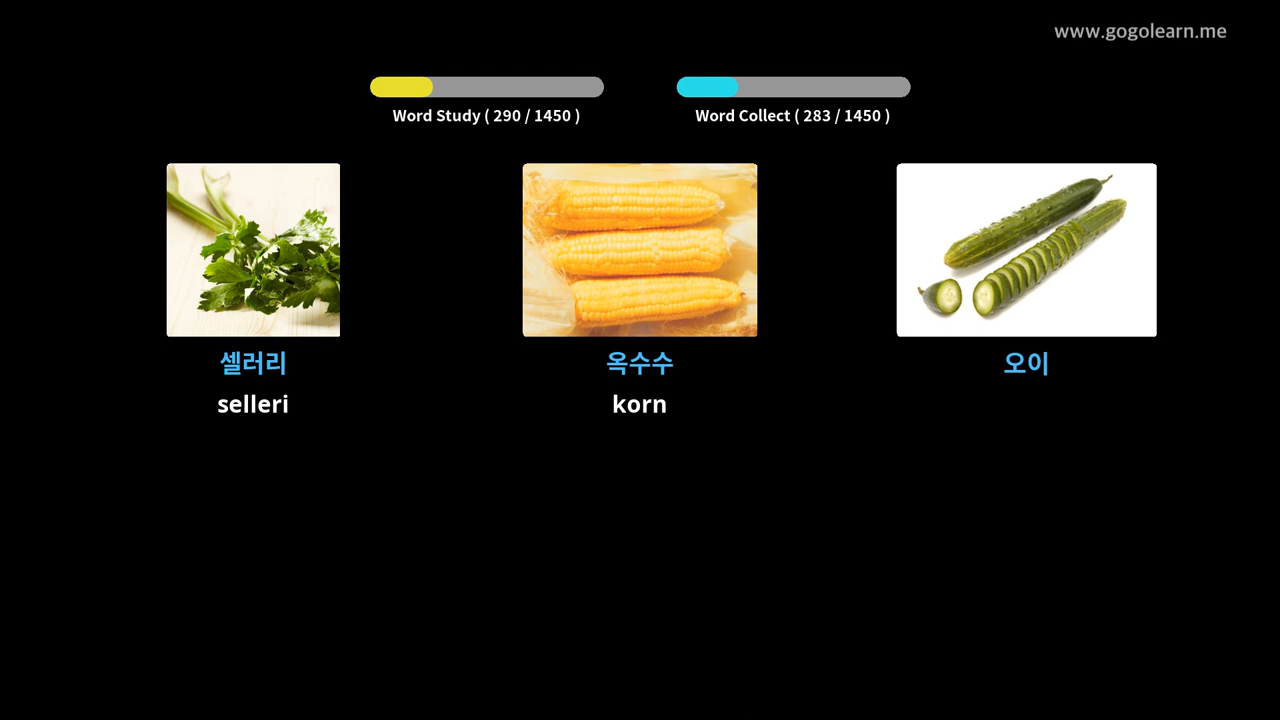 www.gogolearn.me
Word Study ( 290 / 1450 )
Word Collect ( 283 / 1450 )
셀러리
옥수수
오이
selleri
korn